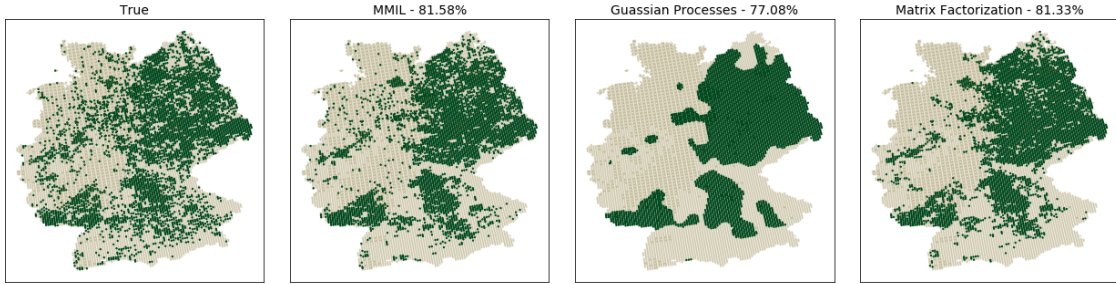 True
MMIL - 81.58%
Guassian Processes - 77.08%
Matrix Factorization - 81.33%